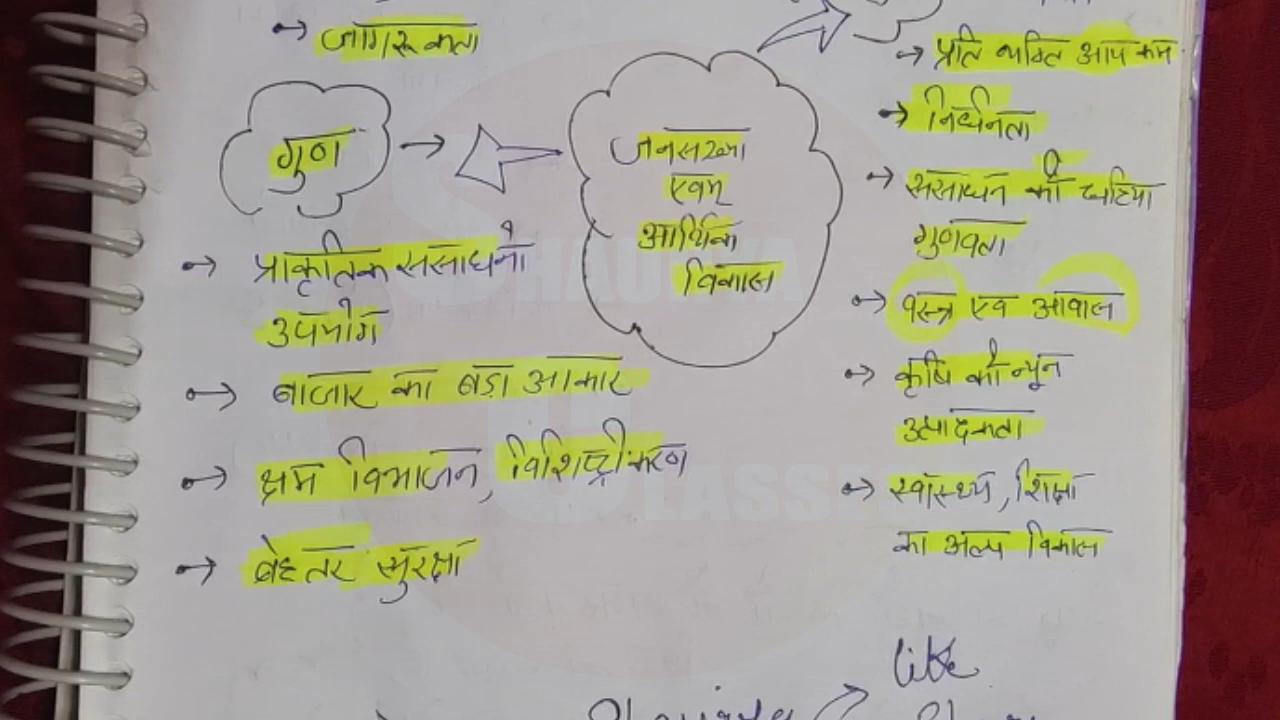 → जागरूकता
गुण →
→ प्राकृतिक संसाधनो
उपयोग
→ बाजार का बड़ा आकार
→ श्रम विभाजन, विशिष्ट्रीकरण
→ बेहतर सुरक्षा
जनसंख्या
एवम्
आर्थिक
विकास
→ प्रति व्यक्ति आय कम
→ निर्धनता
→ संसाधन की घटिया
गुणवता
→ वस्त्र एवं आवास
→ कृषि की न्यून
उत्पादकता
→ स्वास्थ्य, शिक्षा
का अल्प विकास
like